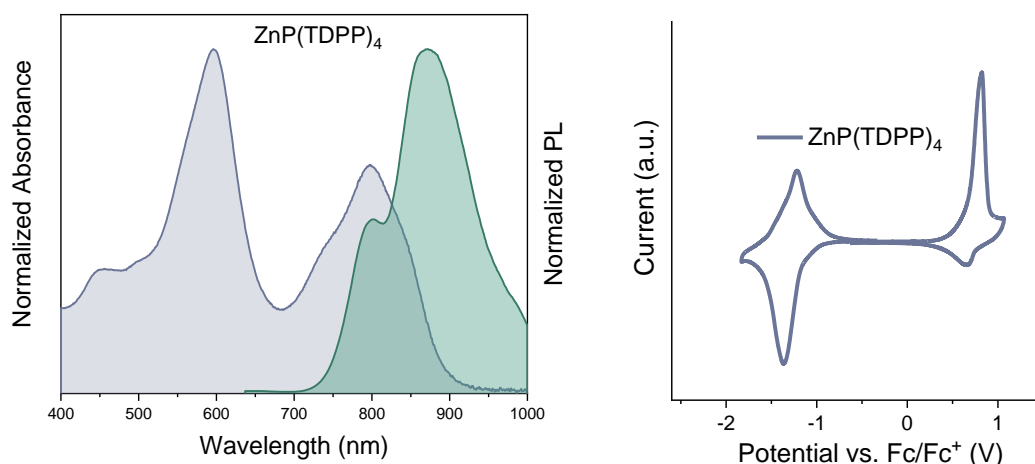 ZnP(TDPP)4
Normalized Absorbance
Normalized PL
400 500 600 700 800 900 1000
Wavelength (nm)
ZnP(TDPP)4
Current (a.u.)
-2 -1 0 1
Potential vs. Fc/Fc+ (V)